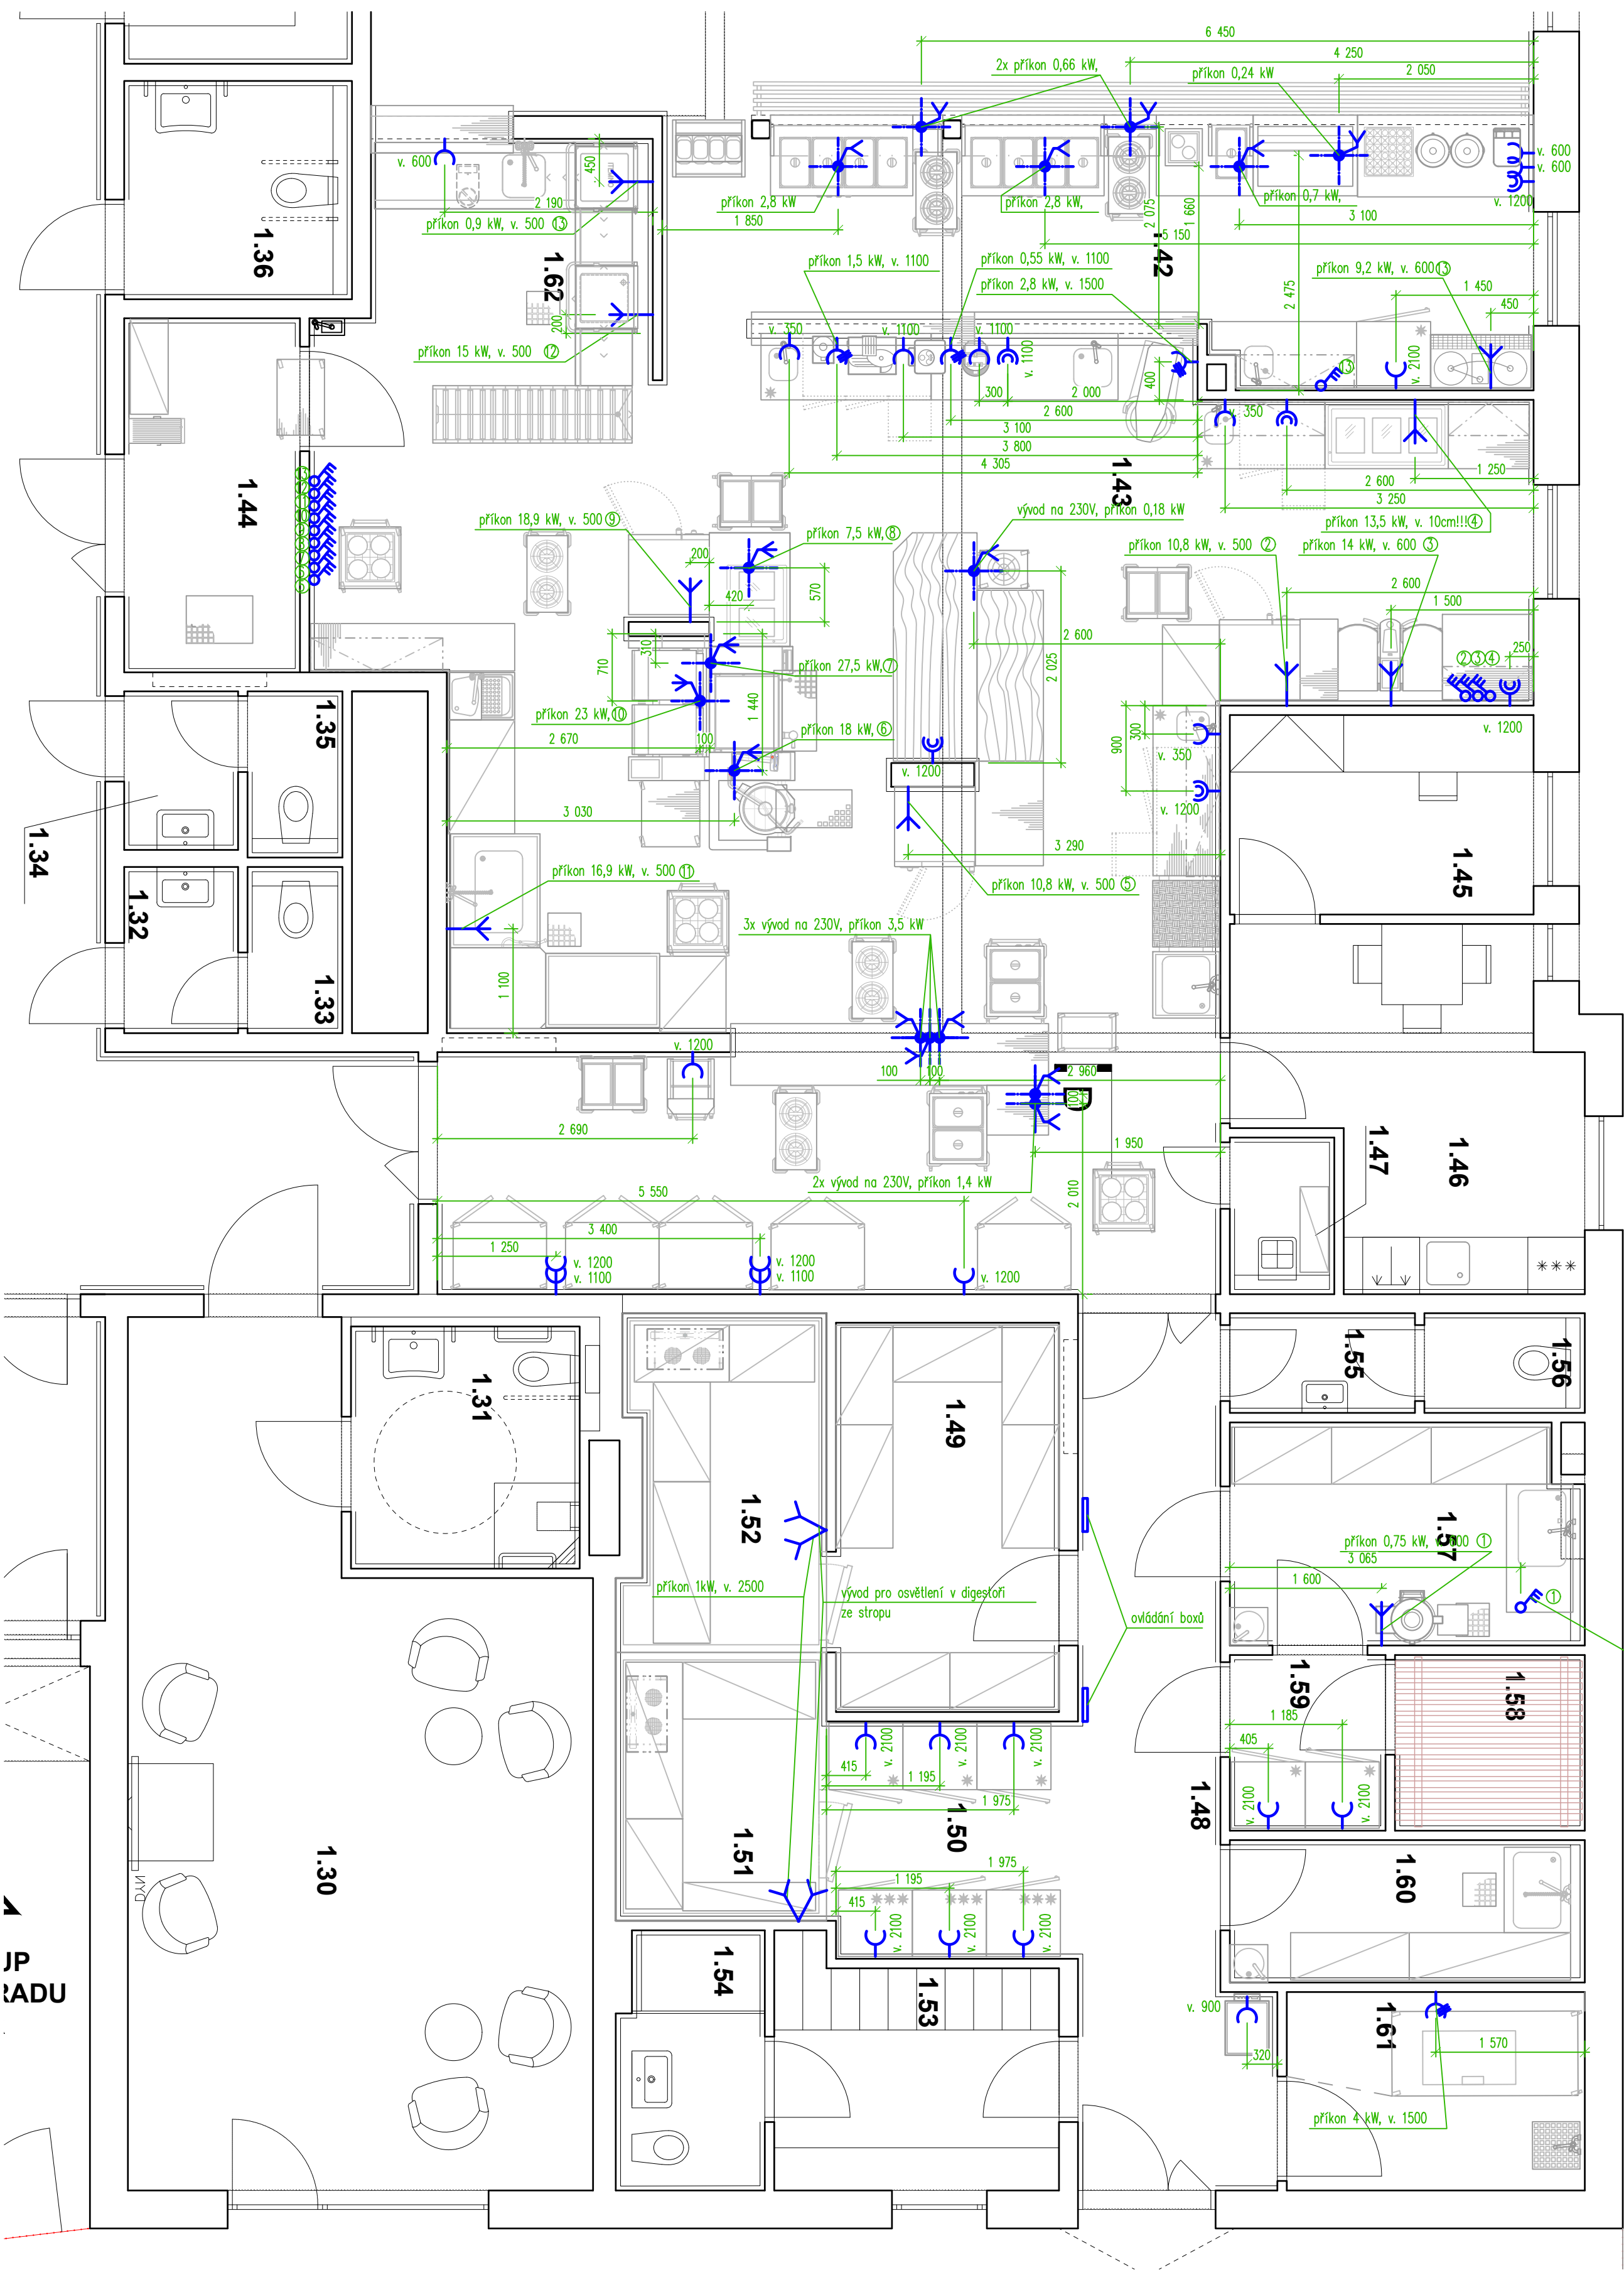 6 450
4 250
2 050
2x příkon 0,66 kW,
příkon 0,24 kW
v. 600
v. 600
v. 1200
v. 600
450
2 190
příkon 0,9 kW, v. 500 ⑬
příkon 2,8 kW
1 850
příkon 2,8 kW,
2 075
1 660
příkon 0,7 kW,
3 100
5 150
1.36
1.62
1.42
příkon 1,5 kW, v. 1100
příkon 0,55 kW, v. 1100
příkon 2,8 kW, v. 1500
příkon 9,2 kW, v. 600⑬
2 475
1 450
450
200
příkon 15 kW, v. 500 ⑫
v. 350
v. 1100
v. 1100
v. 1100
v. 2100
⑬
300
2 000
400
2 600
3 100
3 800
4 305
v. 350
1 250
2 600
3 250
1.44
1.43
příkon 18,9 kW, v. 500 ⑨
příkon 7,5 kW,⑧
vývod na 230V, příkon 0,18 kW
příkon 13,5 kW, v. 10cm!!!④
příkon 10,8 kW, v. 500 ②
příkon 14 kW, v. 600 ③
200
420
570
2 600
1 500
250
②③④
310
710
příkon 27,5 kW,⑦
1 440
2 600
2 025
příkon 23 kW,⑩
2 670
100
příkon 18 kW, ⑥
300
900
v. 350
v. 1200
v. 1200
v. 1200
1.35
1.34
3 030
3 290
1.45
příkon 16,9 kW, v. 500 ⑪
příkon 10,8 kW, v. 500 ⑤
1.32
1.33
3x vývod na 230V, příkon 3,5 kW
1 100
v. 1200
100
100
2 960
100
2 690
1 950
2 010
1.47
1.46
2x vývod na 230V, příkon 1,4 kW
5 550
3 400
1 250
v. 1200
v. 1100
v. 1200
v. 1100
v. 1200
***
1.31
1.49
1.55
1.56
1.52
1.57
příkon 0,75 kW, v. 600 ①
3 065
1 600
①
příkon 1kW, v. 2500
vývod pro osvětlení v digestoři
ze stropu
ovládání boxů
1.59
1.58
1 185
405
v. 2100
v. 2100
v. 2100
v. 2100
v. 2100
415
1 195
1 975
1.50
1.48
1.51
1.30
1 975
1 195
415
v. 2100
v. 2100
v. 2100
1.60
DYN
1.54
1.53
v. 900
320
1.61
1 570
příkon 4 kW, v. 1500
JP
RADU